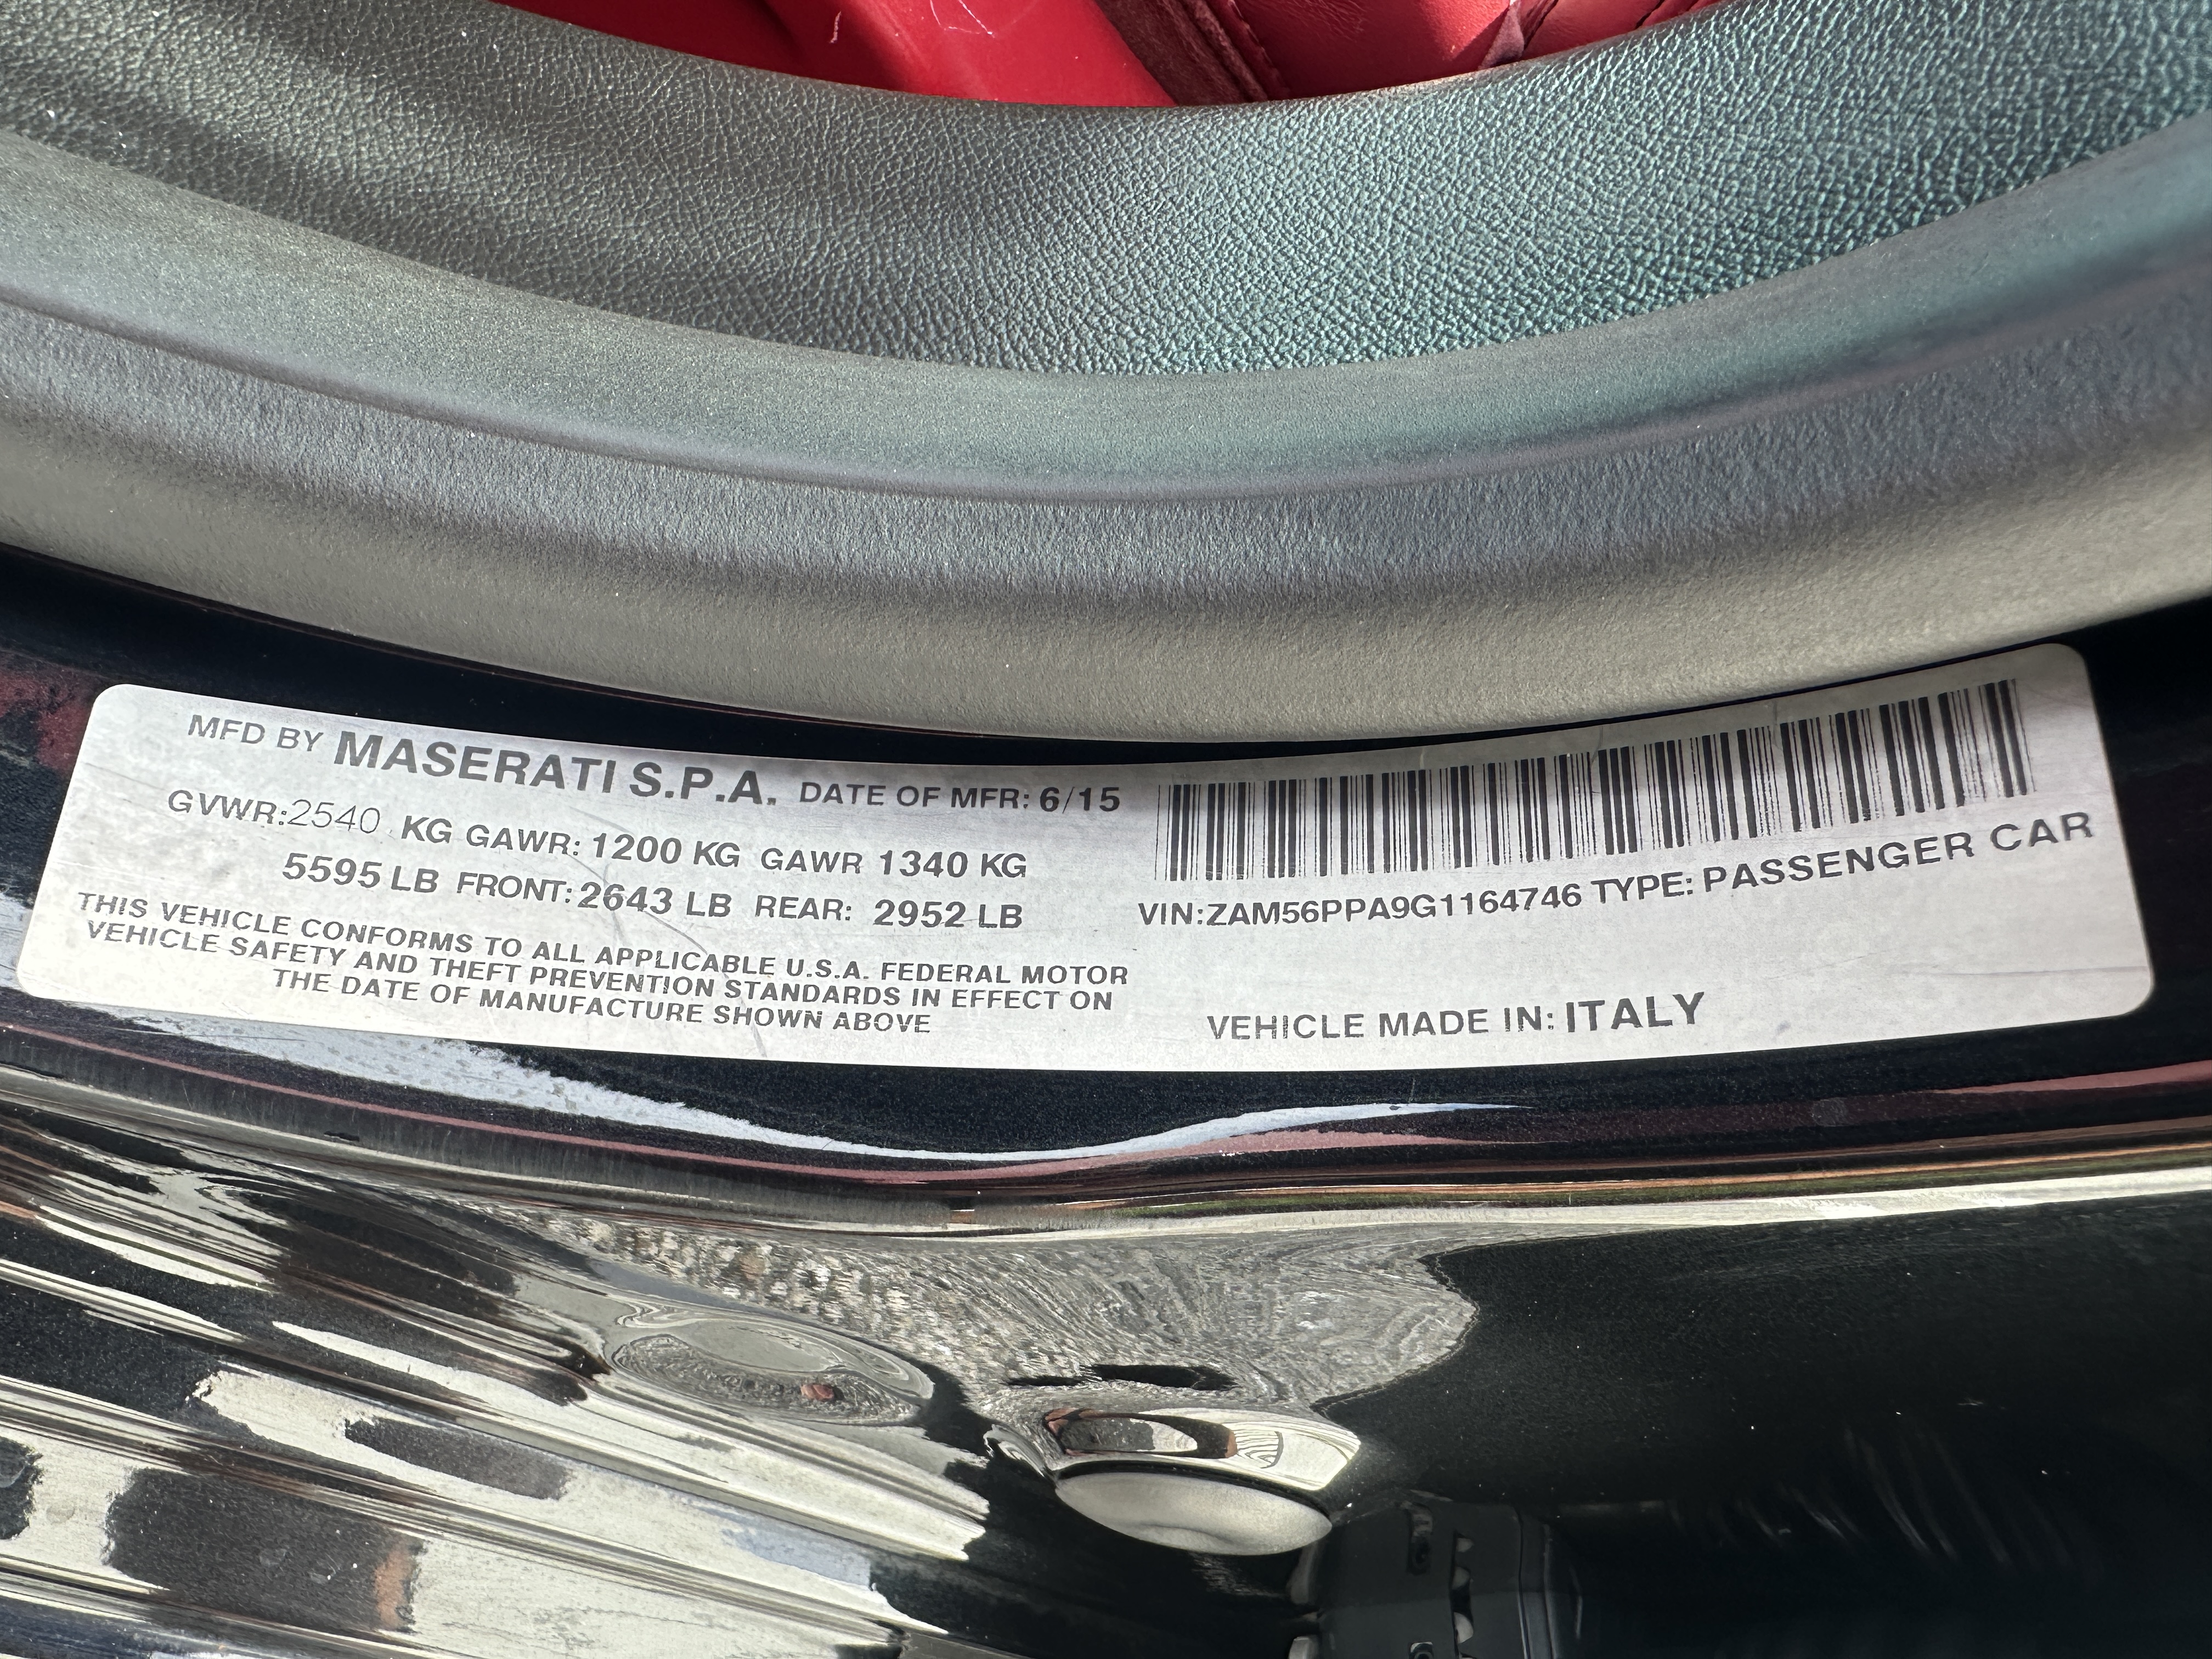 MFD BY MASERATI S.P.A. DATE OF MFR: 6/15
GVWR:2540 KG GAWR: 1200 KG GAWR 1340 KG
5595 LB FRONT: 2643 LB REAR: 2952 LB
THIS VEHICLE CONFORMS TO ALL APPLICABLE U.S.A. FEDERAL MOTOR
VEHICLE SAFETY AND THEFT PREVENTION STANDARDS IN EFFECT ON
THE DATE OF MANUFACTURE SHOWN ABOVE
VIN:ZAM56PPA9G1164746 TYPE: PASSENGER CAR
VEHICLE MADE IN: ITALY